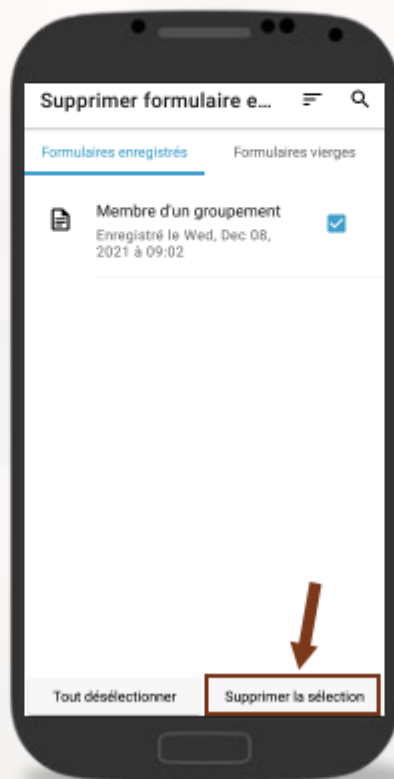 Supprimer formulaire e...
Formulaires enregistrés Formulaires vierges
Membre d'un groupement
Enregistré le Wed, Dec 08,
2021 à 09:02
Tout désélectionner Supprimer la sélection